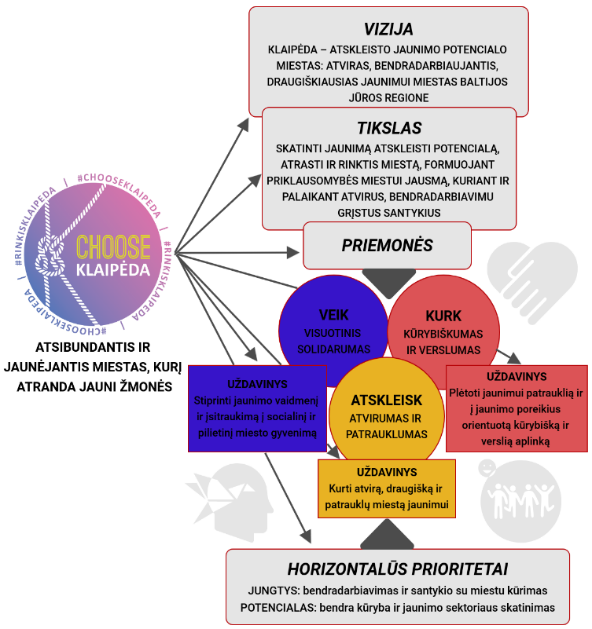 VIZIJA
KLAIPĖDA – ATSKLEISTO JAUNIMO POTENCIALO
MIESTAS: ATVIRAS, BENDRADARBIAUJANTIS,
DRAUGIŠKIAUSIAS JAUNIMUI MIESTAS BALTIJOS
JŪROS REGIONE
TIKSLAS
SKATINTI JAUNIMĄ ATSKLEISTI POTENCIALĄ,
ATRASTI IR RINKTIS MIESTĄ, FORMUOJANT
PRIKLAUSOMYBĖS MIESTUI JAUSMĄ, KURIANT IR
PALAIKANT ATVIRUS, BENDRADARBIAVIMU
GRĮSTUS SANTYKIUS
PRIEMONĖS
#RINKISKLAIPĖDA | #CHOOSEKLAIPEDA | #RINKISKLAIPĖDA | #CHOOSEKLAIPEDA |
CHOOSE
KLAIPĖDA
ATSIBUNDANTIS IR
JAUNĖJANTIS MIESTAS, KURĮ
ATRANDA JAUNI ŽMONĖS
VEIK
VISUOTINIS
SOLIDARUMAS
KURK
KŪRYBIŠKUMAS
IR VERSLUMAS
ATSKLEISK
ATVIRUMAS IR
PATRAUKLUMAS
UŽDAVINYS
Stiprinti jaunimo vaidmenį
ir įsitraukimą į socialinį ir
pilietinį miesto gyvenimą
UŽDAVINYS
Plėtoti jaunimui patrauklią ir
į jaunimo poreikius
orientuotą kūrybišką ir
verslią aplinką
UŽDAVINYS
Kurti atvirą, draugišką ir
patrauklų miestą jaunimui
HORIZONTALŪS PRIORITETAI
JUNGTYS: bendradarbiavimas ir santykio su miestu kūrimas
POTENCIALAS: bendra kūryba ir jaunimo sektoriaus skatinimas